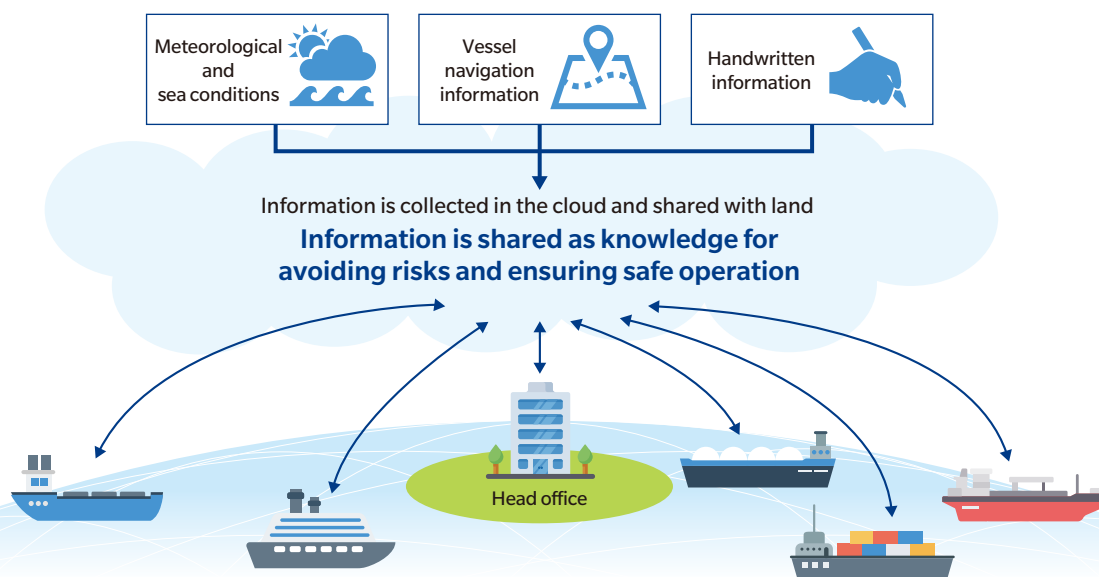 Meteorological
and
sea conditions
Vessel
navigation
information
Handwritten
information
Information is collected in the cloud and shared with land
Information is shared as knowledge for
avoiding risks and ensuring safe operation
Head office